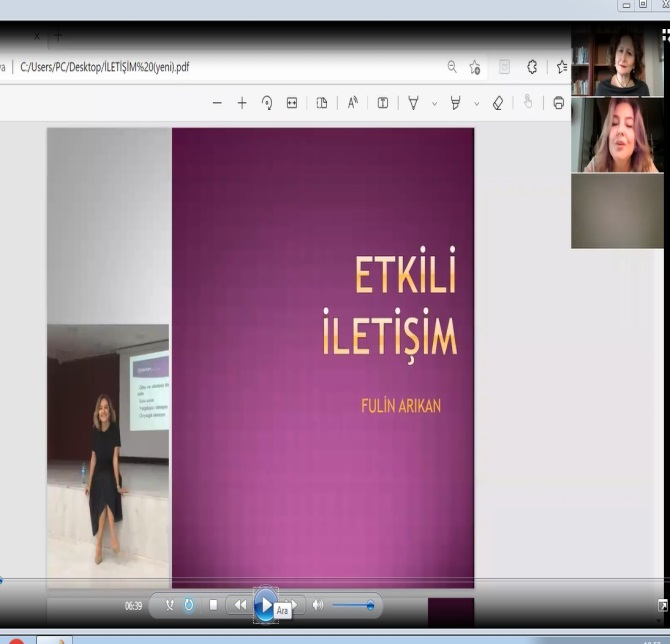 C:/Users/PC/Desktop/İLETİŞİM%20(yeni).pdf
ETKİLİ
İLETİŞİM
FULİN ARIKAN
06:39
Ara